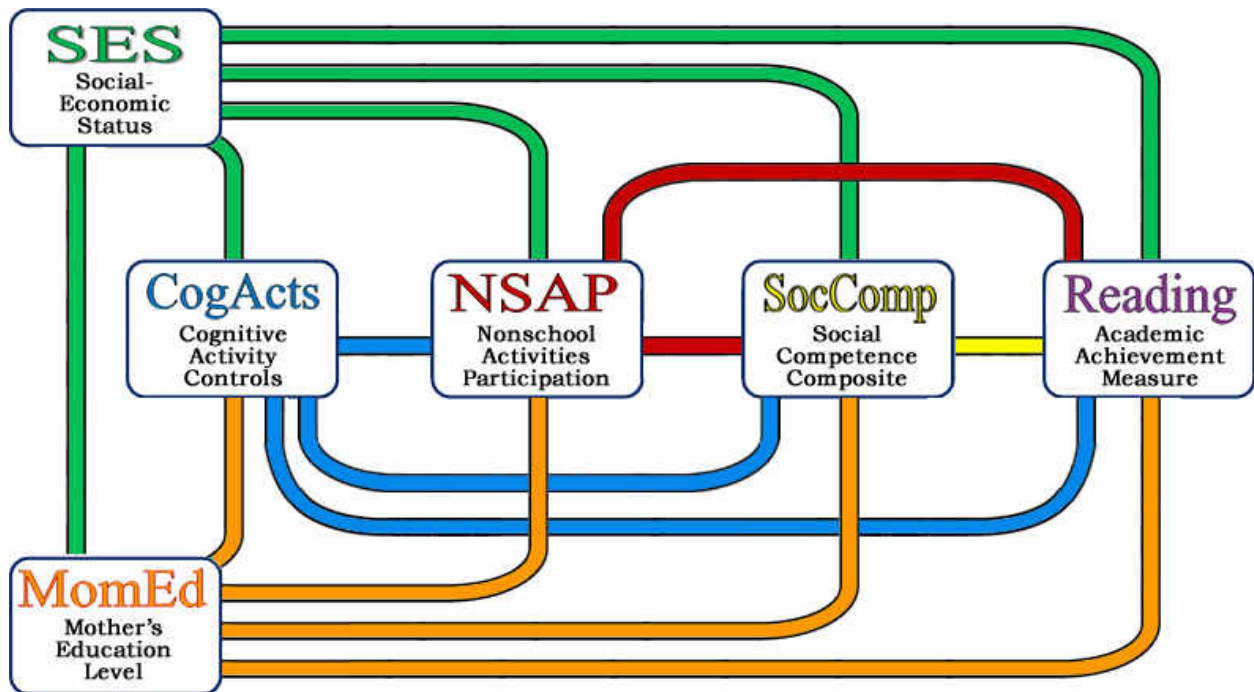 SES
Social-
Economic
Status
CogActs
Cognitive
Activity
Controls
NSAP
Nonschool
Activities
Participation
SocComp
Social
Competence
Composite
Reading
Academic
Achievement
Measure
MomEd
Mother's
Education
Level